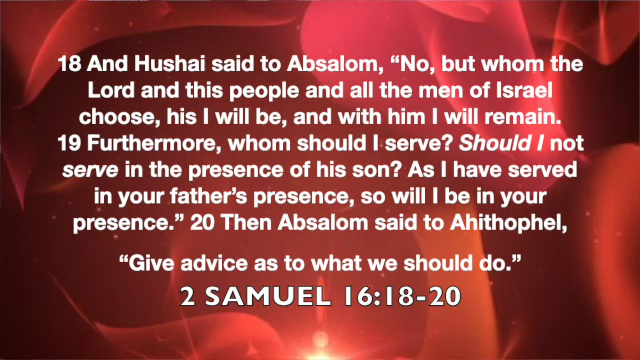 18 And Hushai said to Absalom, “No, but whom the
Lord and this people and all the men of Israel
choose, his I will be, and with him I will remain.
19 Furthermore, whom should I serve? Should I not
serve in the presence of his son? As I have served
in your father’s presence, so will I be in your
presence.” 20 Then Absalom said to Ahithophel,
“Give advice as to what we should do.”
2 SAMUEL 16:18-20